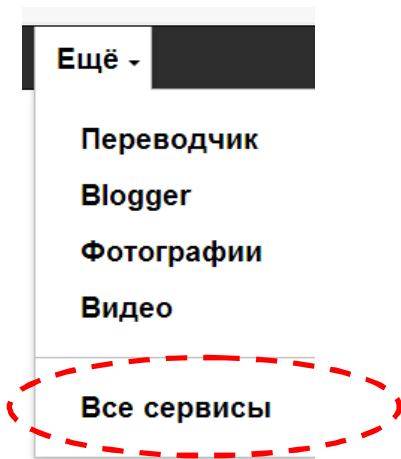 Ещё
Переводчик
Blogger
Фотографии
Видео
Все сервисы